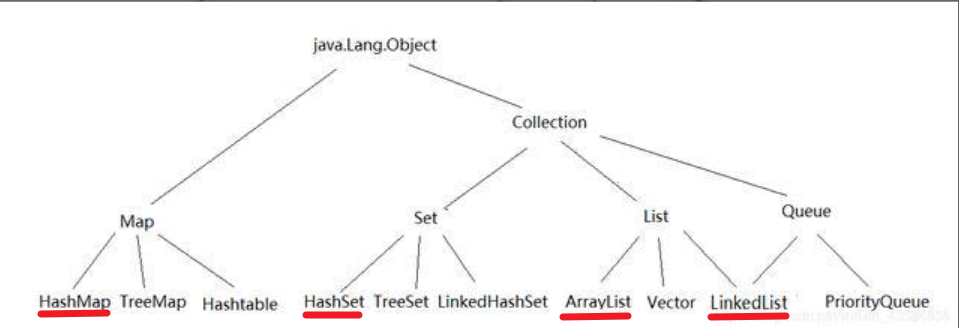 java.Lang.Object
Collection
Map
Set
List
Queue
HashMap TreeMap Hashtable HashSet TreeSet LinkedHashSet ArrayList Vector LinkedList PriorityQueue